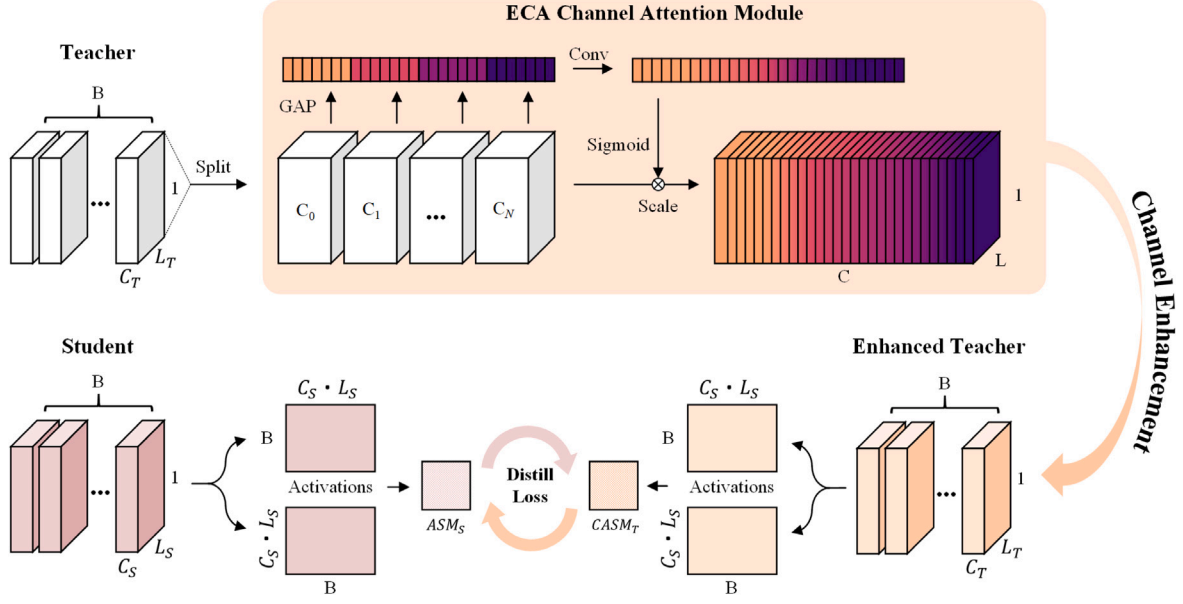 ECA Channel Attention Module
Teacher
B
1
L_T
C_T
Split
GAP
Conv
C_0
C_1
...
C_N
Sigmoid
Scale
1
L
C
Channel Enhancement
Student
B
...
1
L_S
C_S
C_S · L_S
B
Activations
C_S · L_S
B
ASM_S
Distill
Loss
CASM_T
Enhanced Teacher
C_S · L_S
B
Activations
C_S · L_S
B
B
...
1
L_T
C_T